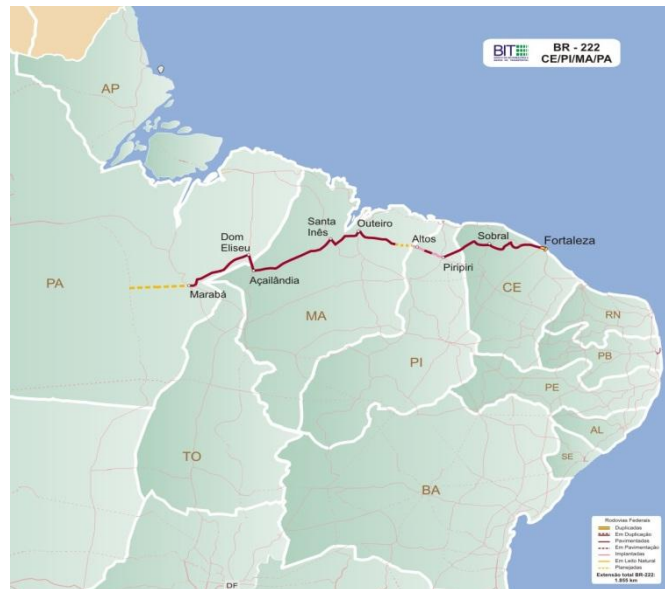 BIT
BR - 222
CE/PI/MA/PA
AP
Dom
Eliseu
Santa
Inês
Outeiro
Altos
Sobral
Fortaleza
Piripiri
Açailândia
Marabá
PA
MA
CE
RN
PB
PI
PE
AL
SE
TO
BA
DF
Rodovias Federais
Duplicadas
Em Duplicação
Pavimentadas
Em Pavimentação
Implantadas
Em Leito Natural
Planejadas
Extensão total BR-222: